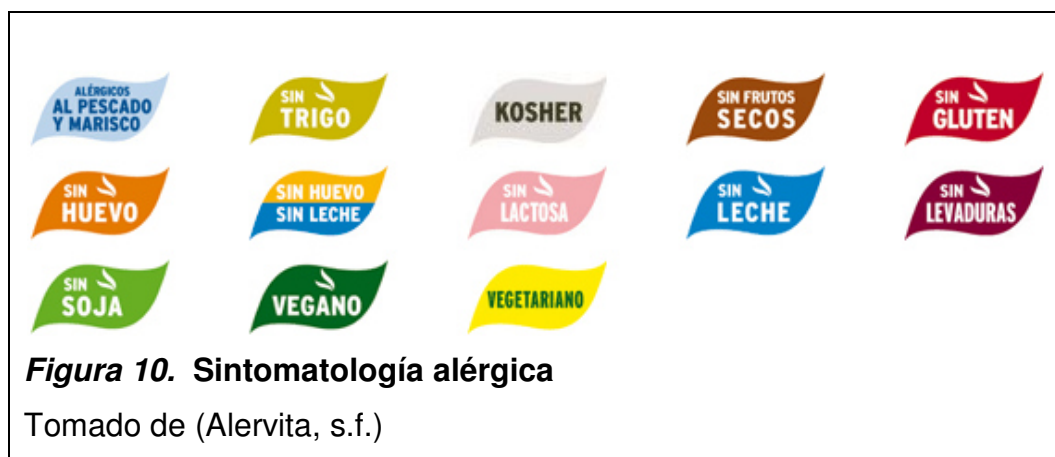 ALÉRGICOS
AL PESCADO
Y MARISCO
SIN
TRIGO
KOSHER
SIN FRUTOS
SECOS
SIN
GLUTEN
SIN
HUEVO
SIN HUEVO
SIN LECHE
SIN
LACTOSA
SIN
LECHE
SIN
LEVADURAS
SIN
SOJA
VEGANO
VEGETARIANO
Figura 10. Sintomatología alérgica
Tomado de (Alervita, s.f.)